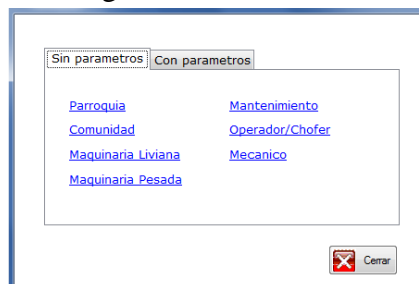 Sin parametros Con parametros
Parroquia Mantenimiento
Comunidad Operador/Chofer
Maquinaria Liviana Mecanico
Maquinaria Pesada
Cerrar